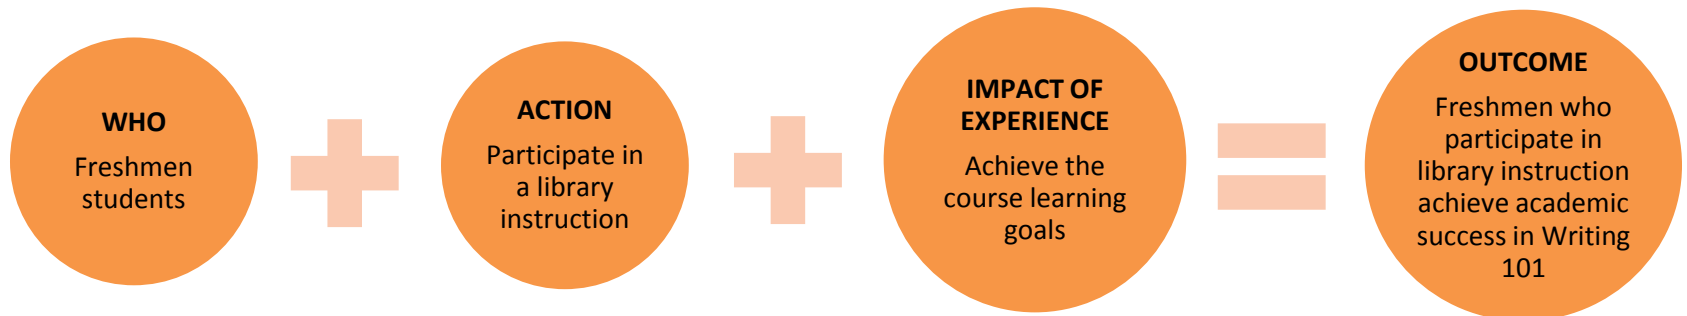 WHO
Freshmen
students
ACTION
Participate in
a library
instruction
IMPACT OF
EXPERIENCE
Achieve the
course learning
goals
OUTCOME
Freshmen who
participate in
library instruction
achieve academic
success in Writing
101